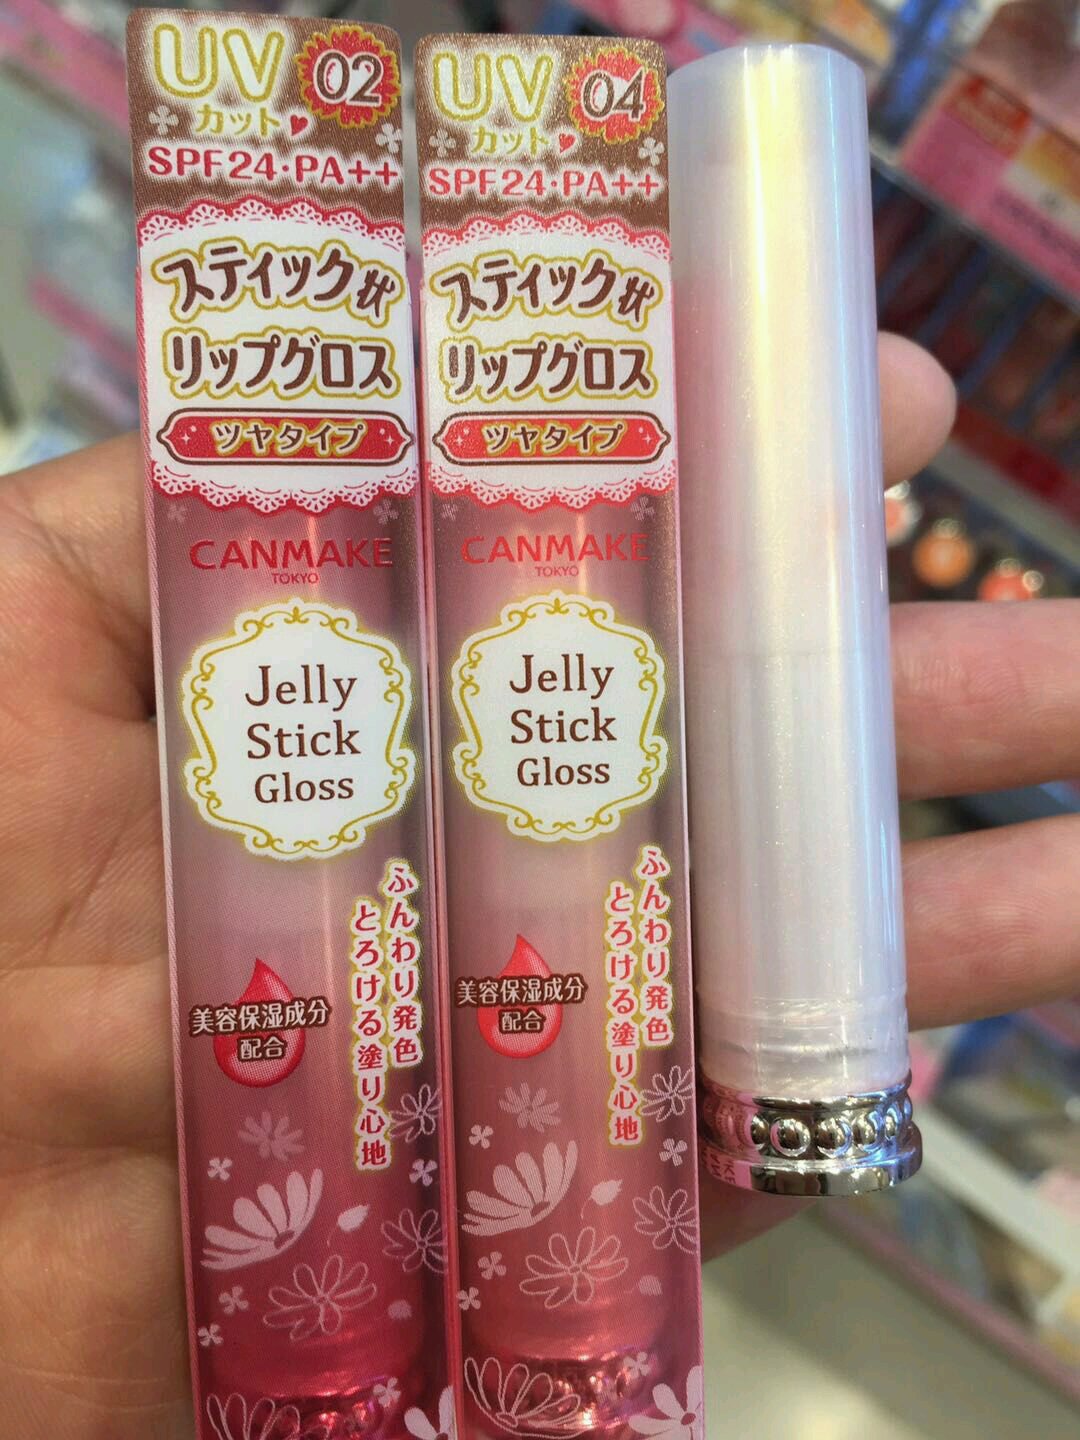 UV
カット
02
SPF24・PA++
スティック状
リップグロス
ツヤタイプ
CANMAKE
TOKYO
Jelly
Stick
Gloss
ふんわり発色
とろける塗り心地
美容保湿成分
配合
UV
カット
04
SPF24・PA++
スティック状
リップグロス
ツヤタイプ
CANMAKE
TOKYO
Jelly
Stick
Gloss
ふんわり発色
とろける塗り心地
美容保湿成分
配合